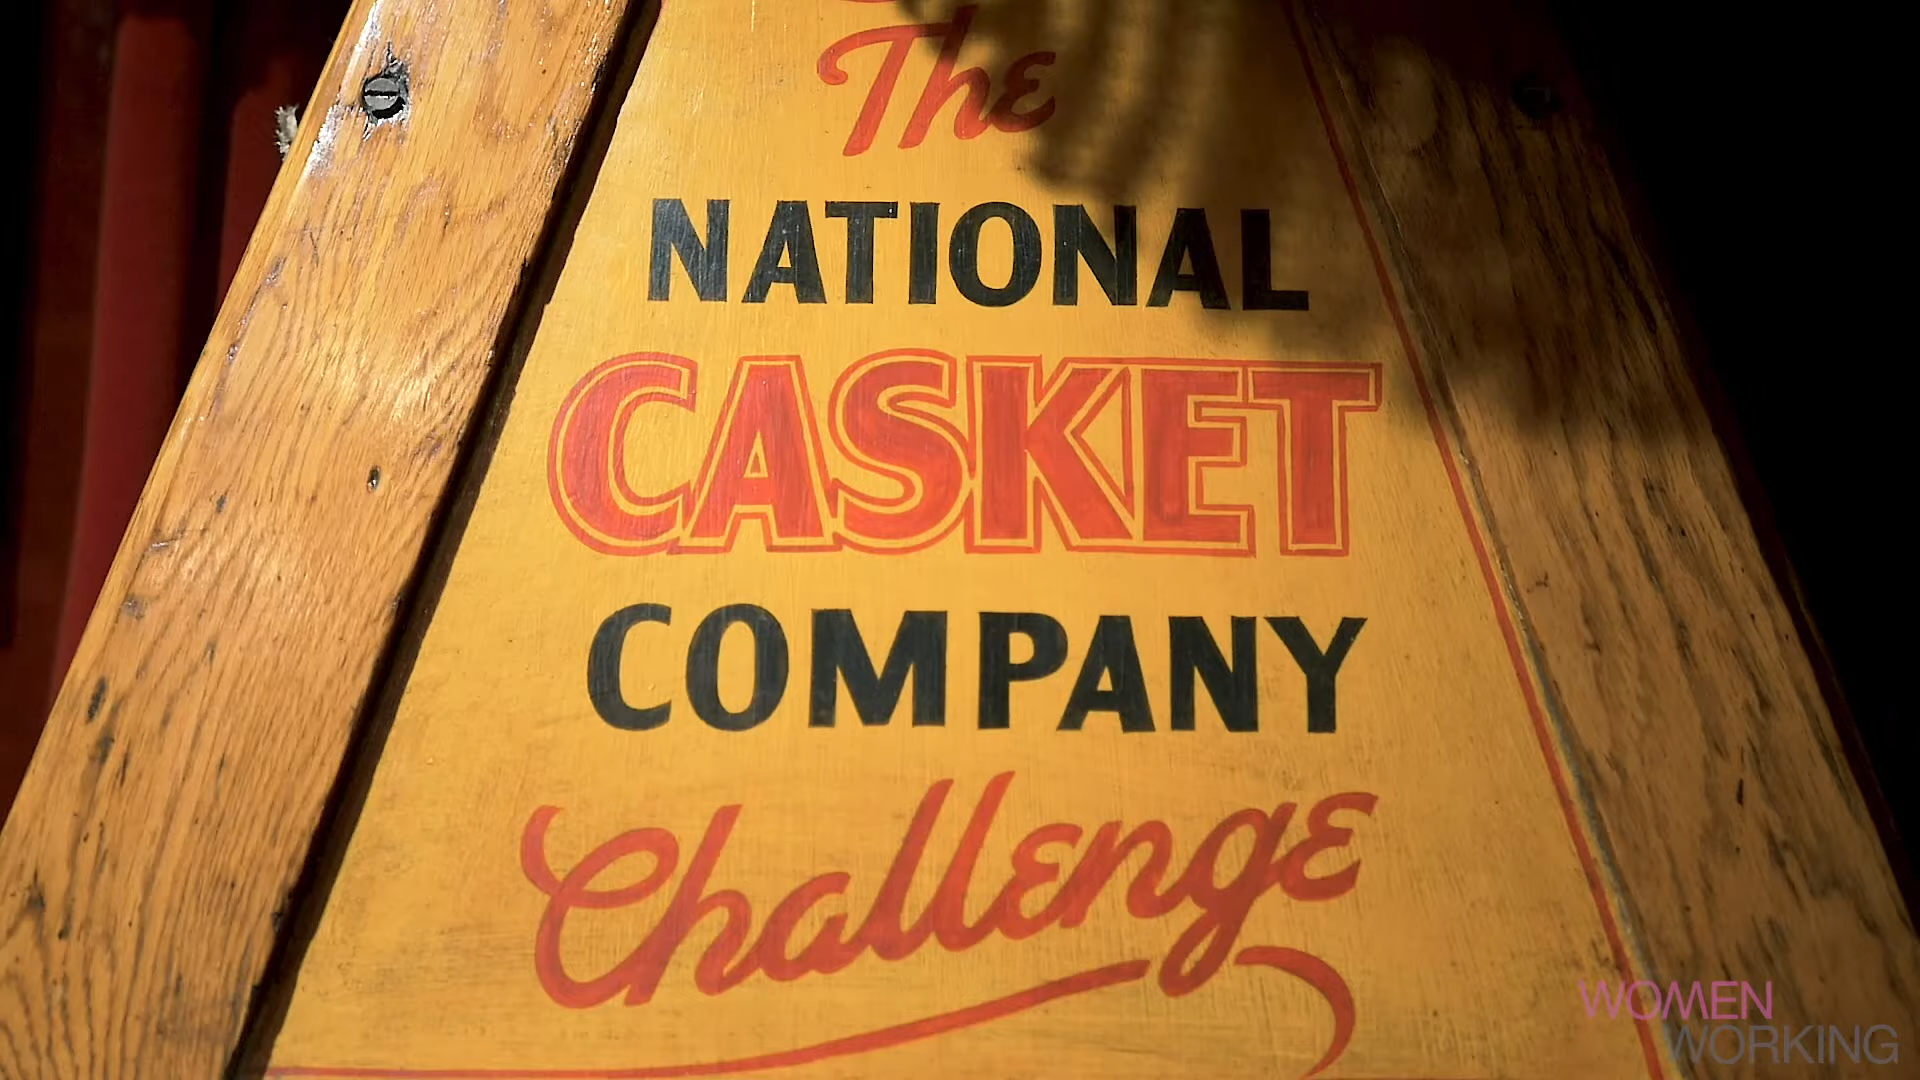 The
NATIONAL
CASKET
COMPANY
Challenge
WOMEN
WORKING